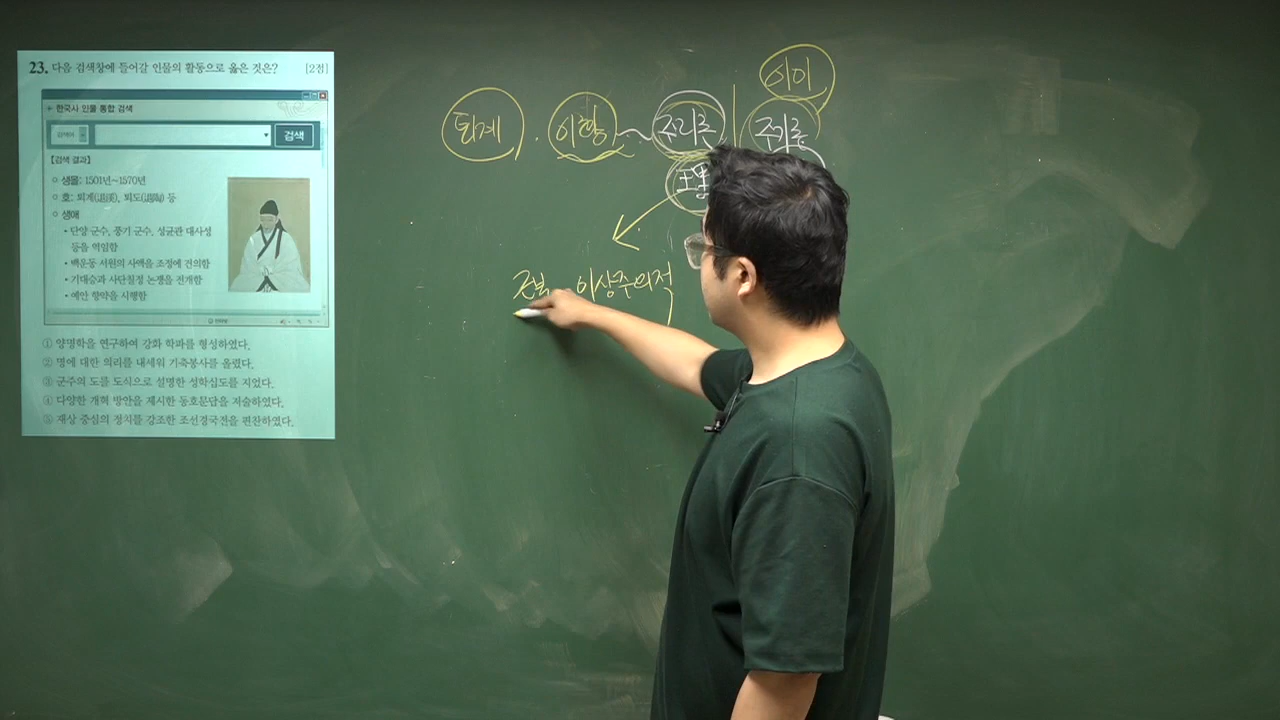 23. 다음 검색창에 들어갈 인물의 활동으로 옳은 것은? [2점]
한국사 인물 통합 검색
검색어
검색
【검색 결과】
생몰: 1501년~1570년
호: 퇴계(退溪), 퇴도(退陶) 등
생애
• 단양 군수, 풍기 군수, 성균관 대사성
등을 역임함
• 백운동 서원의 사액을 조정에 건의함
• 기대승과 사단칠정 논쟁을 전개함
• 예안 향약을 시행함
① 양명학을 연구하여 강화 학파를 형성하였다.
② 명에 대한 의리를 내세워 기축봉사를 올렸다.
③ 군주의 도를 도식으로 설명한 성학십도를 지었다.
④ 다양한 개혁 방안을 제시한 동호문답을 저술하였다.
⑤ 재상 중심의 정치를 강조한 조선경국전을 편찬하였다.
이이
퇴계 · 이황 ~ 주리론 주기론
主理
근본 이상주의적